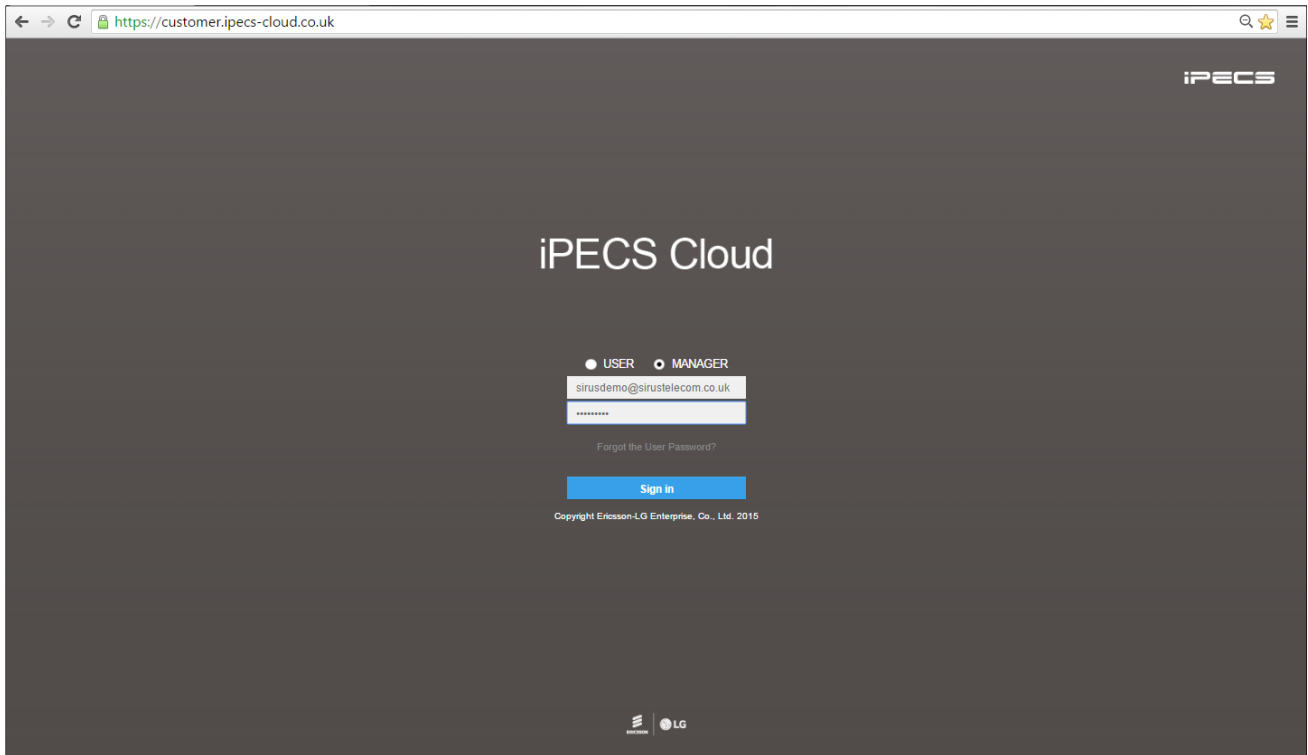 https://customer.ipecs-cloud.co.uk
iPECS
iPECS Cloud
USER MANAGER
sirusdemo@sirustelecom.co.uk
•••••••••
Forgot the User Password?
Sign in
Copyright Ericsson-LG Enterprise, Co., Ltd. 2015
ERICSSON LG